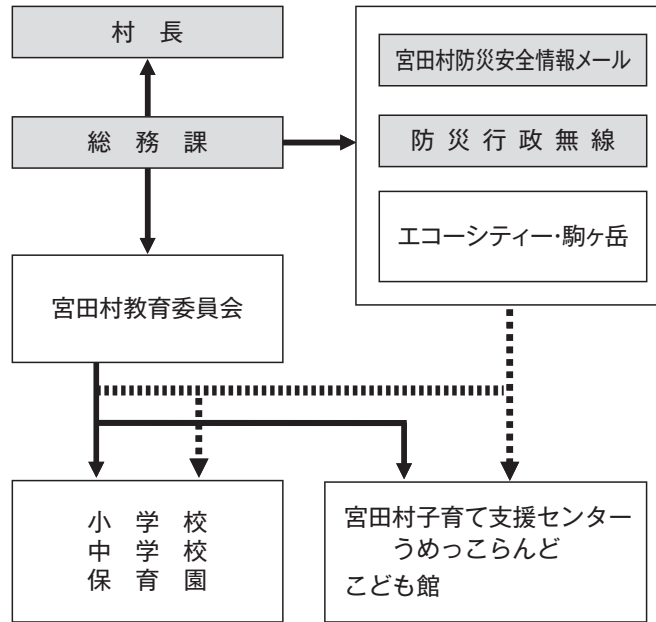 村長
宮田村防災安全情報メール
総務課
防災行政無線
エコーシティー・駒ヶ岳
宮田村教育委員会
小学校
中学校
保育園
宮田村子育て支援センター
うめっこらんど
こども館